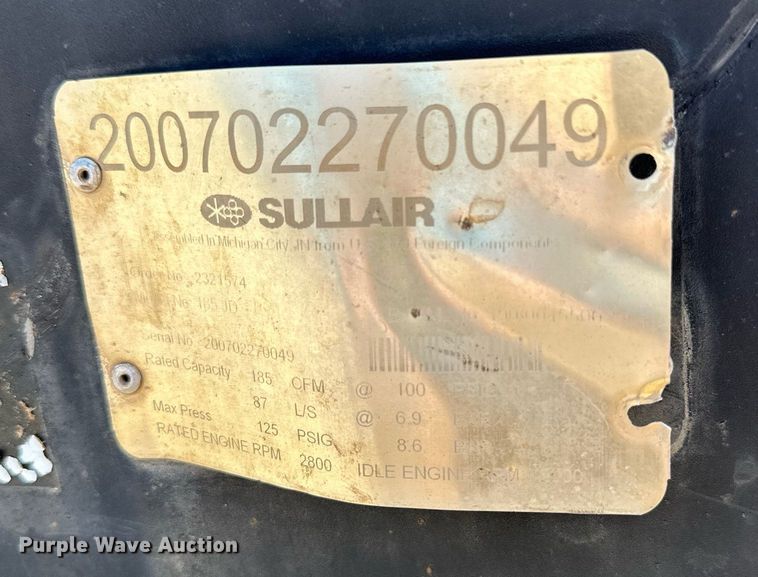 200702270049
SULLAIR
Assembled In Michigan City, IN from Foreign Components
Order No. 2321574
No. 185
Serial No. 200702270049
Rated Capacity 185 CFM @ 100
87 L/S @ 6.9
Max Press 125 PSIG 8.6
RATED ENGINE RPM 2800 IDLE ENGINE
Purple Wave Auction